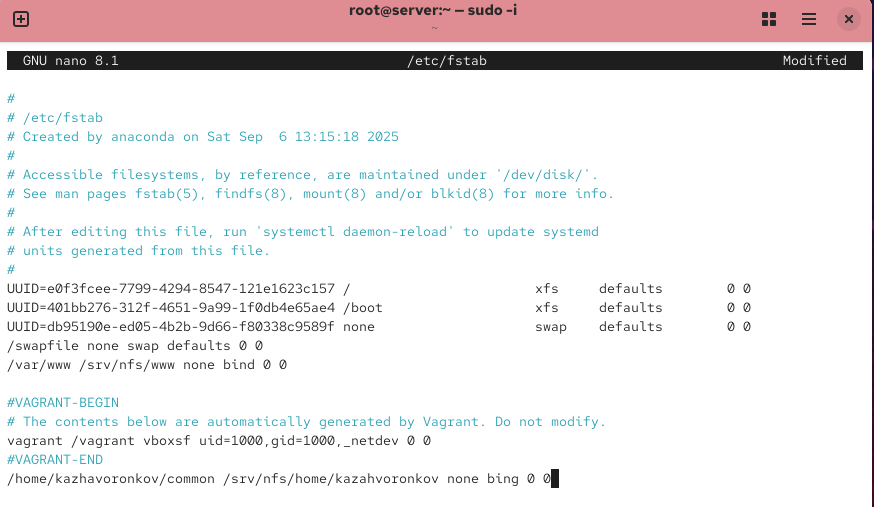 root@server:~ — sudo -i
~
GNU nano 8.1 /etc/fstab Modified
#
# /etc/fstab
# Created by anaconda on Sat Sep  6 13:15:18 2025
#
# Accessible filesystems, by reference, are maintained under '/dev/disk/'.
# See man pages fstab(5), findfs(8), mount(8) and/or blkid(8) for more info.
#
# After editing this file, run 'systemctl daemon-reload' to update systemd
# units generated from this file.
#
UUID=e0f3fcee-7799-4294-8547-121e1623c157 /                       xfs     defaults        0 0
UUID=401bb276-312f-4651-9a99-1f0db4e65ae4 /boot                   xfs     defaults        0 0
UUID=db95190e-ed05-4b2b-9d66-f80338c9589f none                    swap    defaults        0 0
/swapfile none swap defaults 0 0
/var/www /srv/nfs/www none bind 0 0
#VAGRANT-BEGIN
# The contents below are automatically generated by Vagrant. Do not modify.
vagrant /vagrant vboxsf uid=1000,gid=1000,_netdev 0 0
#VAGRANT-END
/home/kazhavoronkov/common /srv/nfs/home/kazahvoronkov none bing 0 0